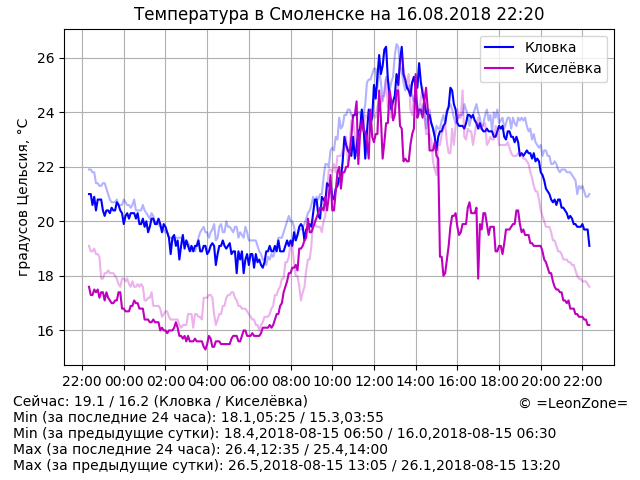 Температура в Смоленске на 16.08.2018 22:20
Кловка
Киселёвка
градусов Цельсия, °C
26
24
22
20
18
16
22:00 00:00 02:00 04:00 06:00 08:00 10:00 12:00 14:00 16:00 18:00 20:00 22:00
Сейчас: 19.1 / 16.2 (Кловка / Киселёвка)
© =LeonZone=
Min (за последние 24 часа): 18.1,05:25 / 15.3,03:55
Min (за предыдущие сутки): 18.4,2018-08-15 06:50 / 16.0,2018-08-15 06:30
Max (за последние 24 часа): 26.4,12:35 / 25.4,14:00
Max (за предыдущие сутки): 26.5,2018-08-15 13:05 / 26.1,2018-08-15 13:20